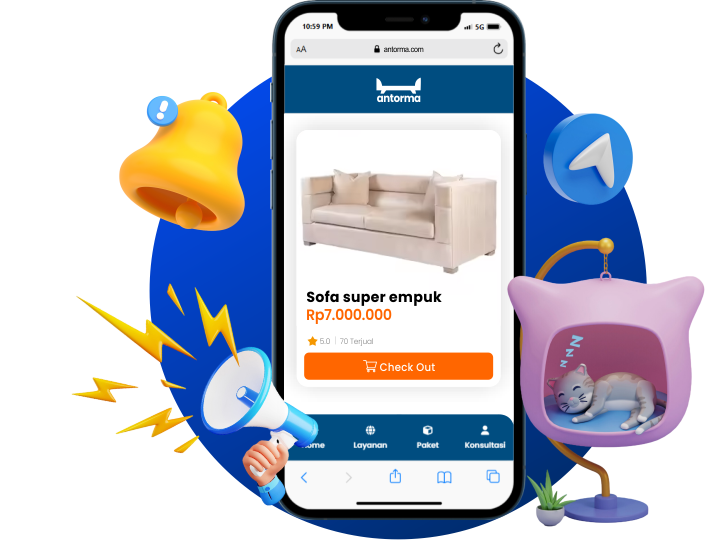 10:59 PM
5G
AA
antorma.com
antorma
Sofa super empuk
Rp7.000.000
5.0 | 70 Terjual
Check Out
Layanan
Paket
Konsultasi
z z z